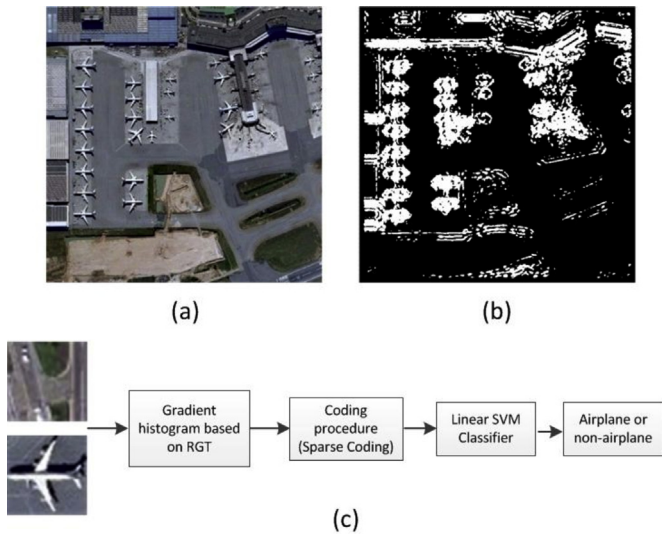 (a)
(b)
Gradient
histogram based
on RGT
Coding
procedure
(Sparse Coding)
Linear SVM
Classifier
Airplane or
non-airplane
(c)